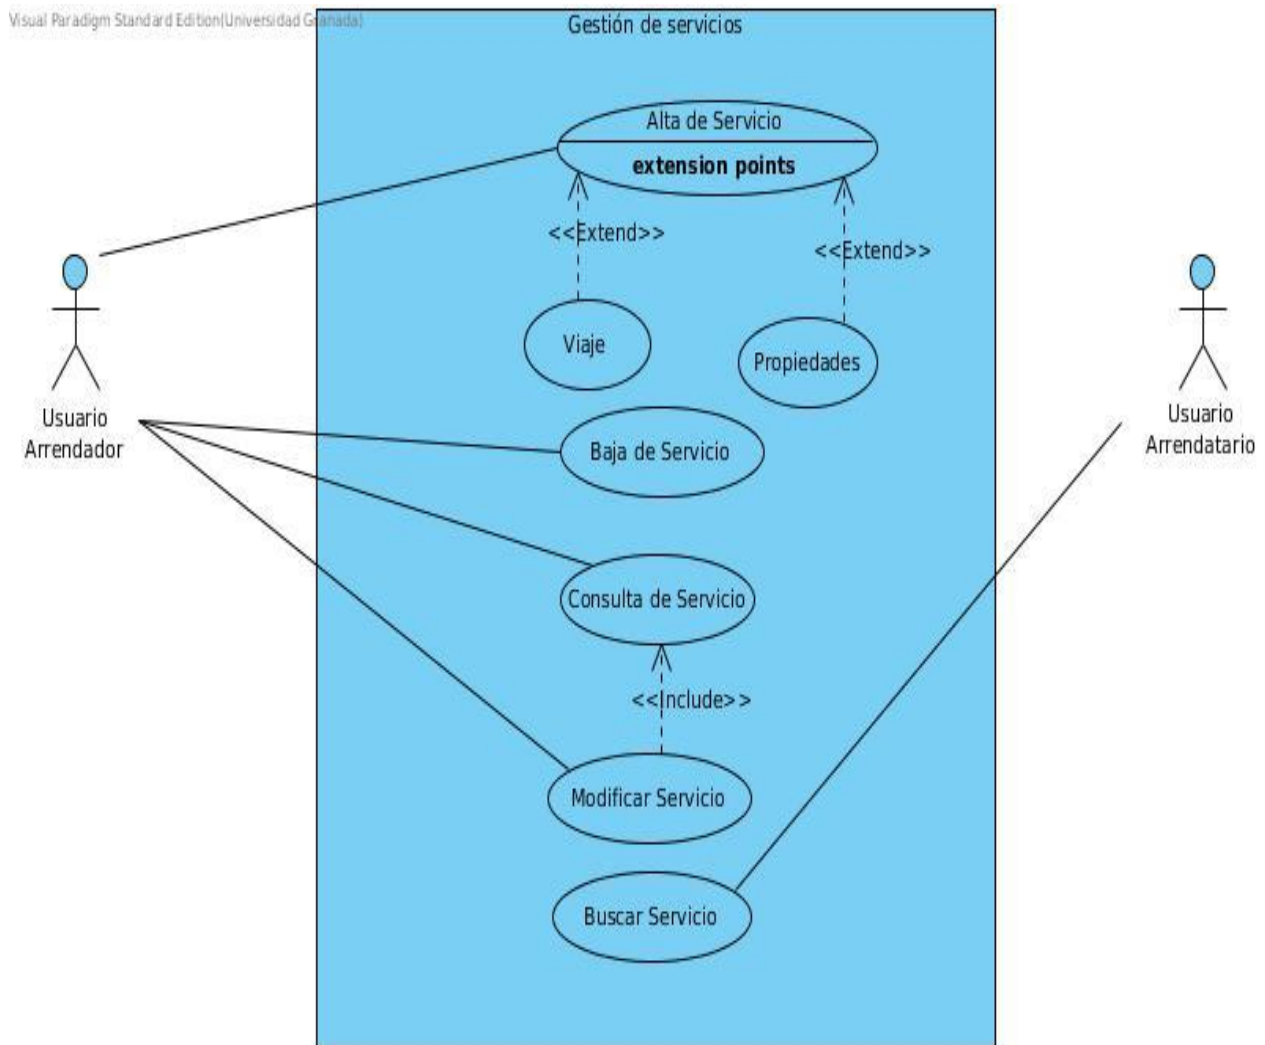 Visual Paradigm Standard Edition(Universidad Granada)
Gestión de servicios
Alta de Servicio
extension points
<<Extend>>
<<Extend>>
Viaje
Propiedades
Usuario
Arrendador
Usuario
Arrendatario
Baja de Servicio
Consulta de Servicio
<<Include>>
Modificar Servicio
Buscar Servicio